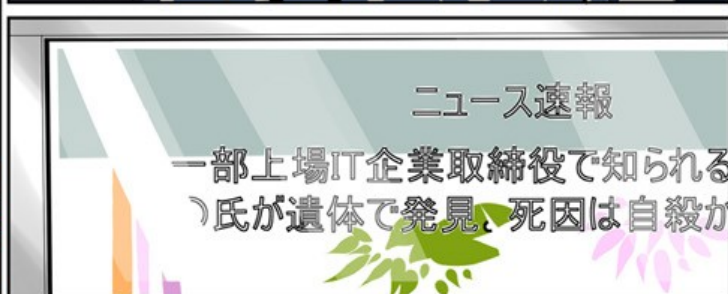 ニュース速報
一部上場IT企業取締役で知られる
）氏が遺体で発見。死因は自殺か